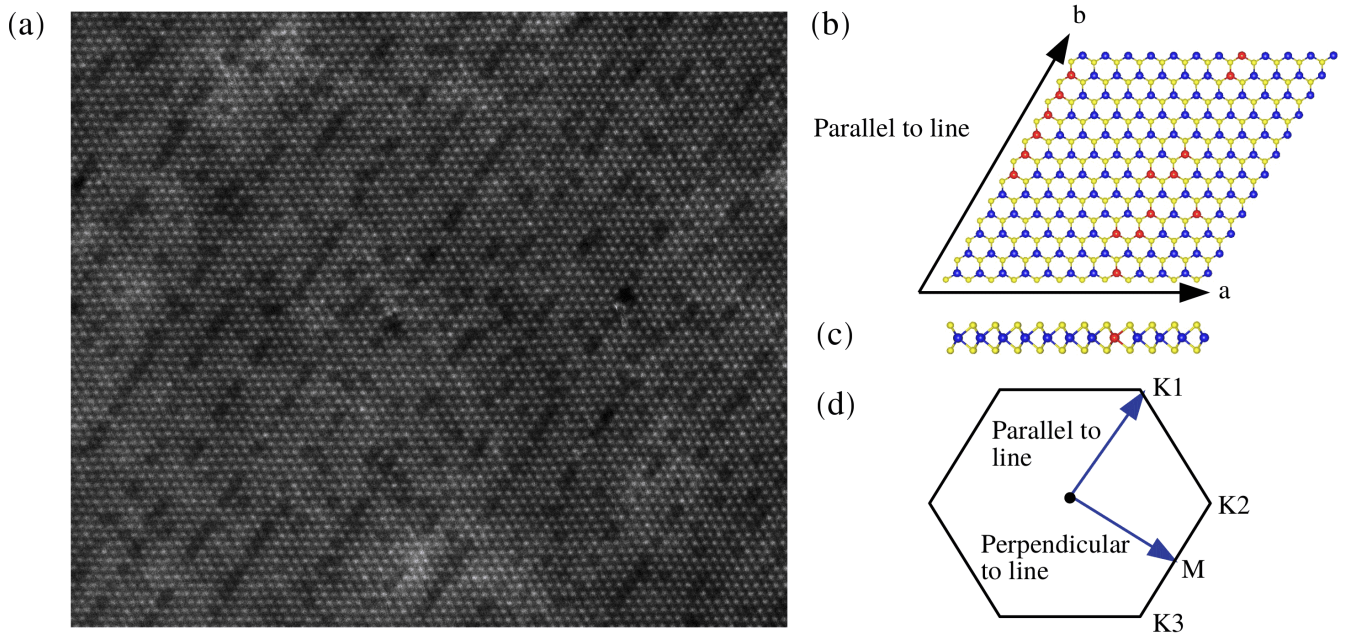 (a)
(b)
b
Parallel to line
a
(c)
(d)
K1
Parallel to
line
K2
Perpendicular
to line
M
K3